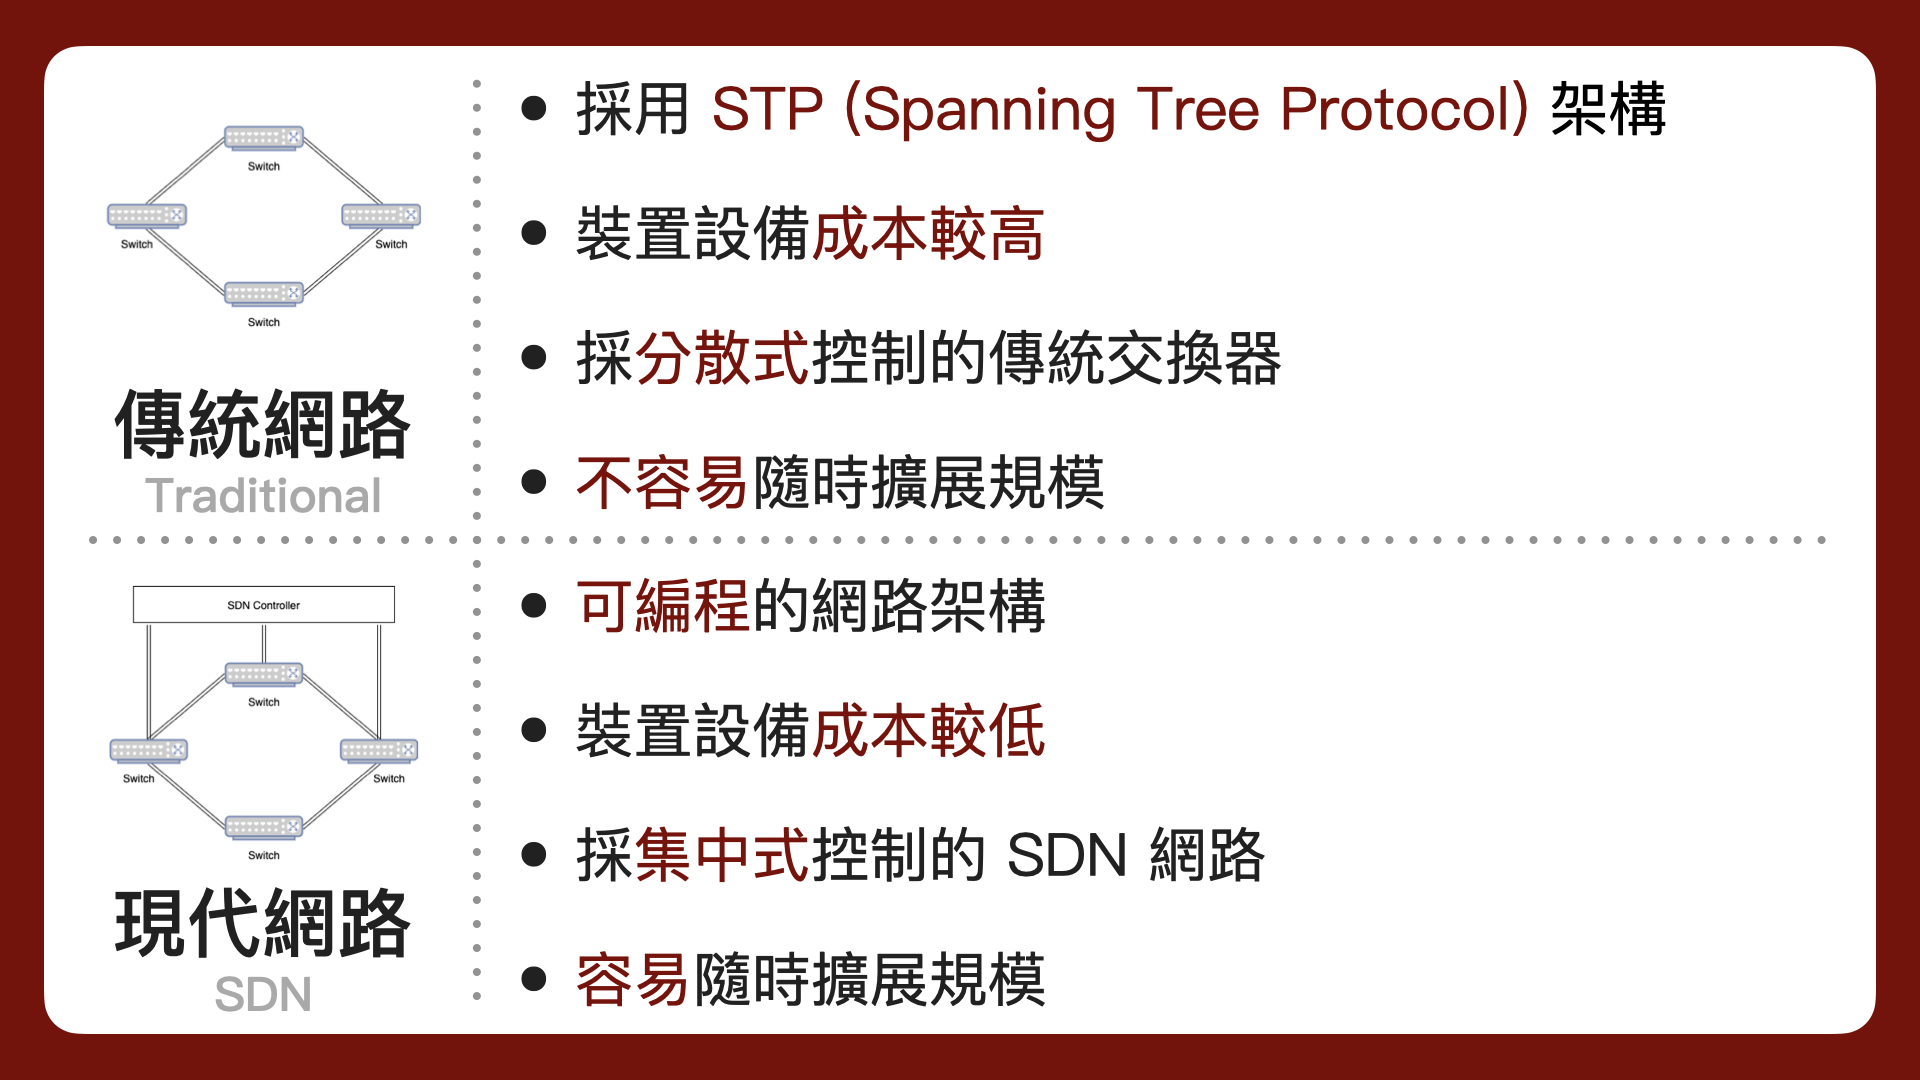 Switch
Switch
Switch
Switch
傳統網路
Traditional
採用 STP (Spanning Tree Protocol) 架構
裝置設備成本較高
採分散式控制的傳統交換器
不容易隨時擴展規模
SDN Controller
Switch
Switch
Switch
Switch
現代網路
SDN
可編程的網路架構
裝置設備成本較低
採集中式控制的 SDN 網路
容易隨時擴展規模